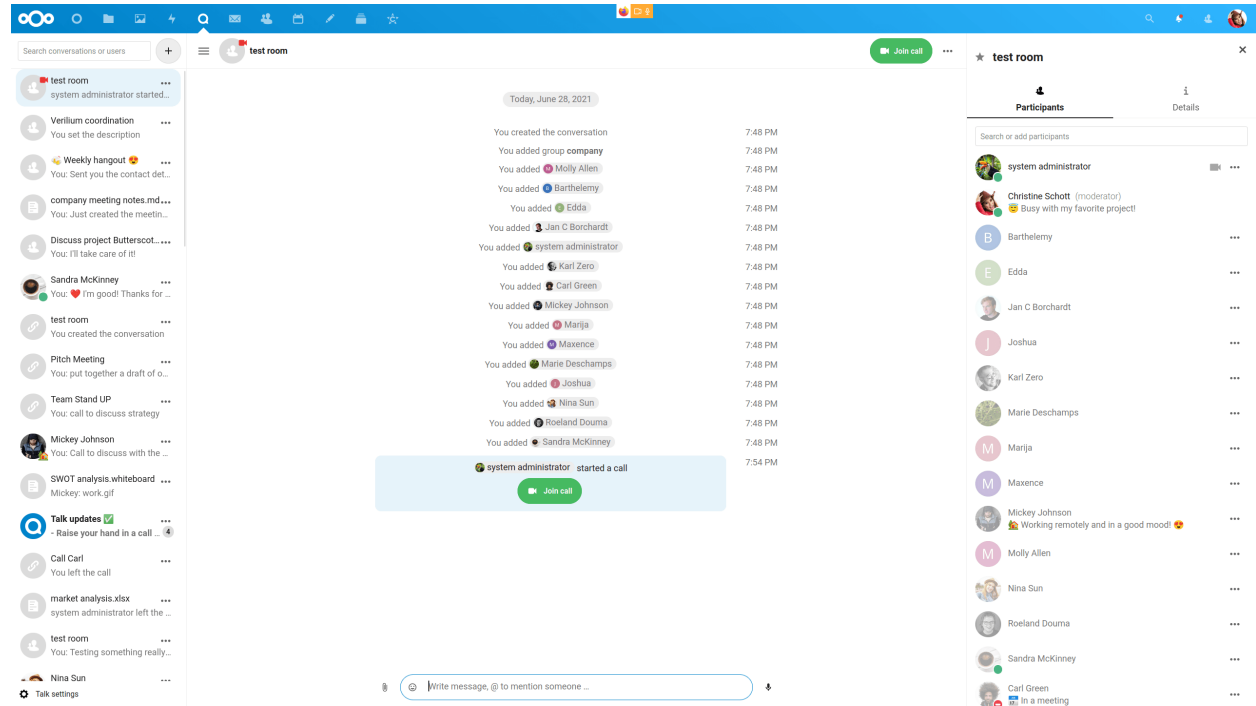 Search conversations or users
test room
system administrator started...
Verilium coordination
You set the description
👋 Weekly hangout 😍
You: Sent you the contact det...
company meeting notes.md...
You: Just created the meetin...
Discuss project Butterscot...
You: I'll take care of it!
Sandra McKinney
You: ❤️ I'm good! Thanks for ...
test room
You created the conversation
Pitch Meeting
You: put together a draft of o...
Team Stand UP
You: call to discuss strategy
Mickey Johnson
You: Call to discuss with the ...
SWOT analysis.whiteboard
Mickey: work.gif
Talk updates ✅
- Raise your hand in a call ... 4
Call Carl
You left the call
market analysis.xlsx
system administrator left the ...
test room
You: Testing something really...
Nina Sun
Talk settings
test room
Join call
Today, June 28, 2021
You created the conversation 7:48 PM
You added group company 7:48 PM
You added M Molly Allen 7:48 PM
You added B Barthelemy 7:48 PM
You added E Edda 7:48 PM
You added Jan C Borchardt 7:48 PM
You added system administrator 7:48 PM
You added Karl Zero 7:48 PM
You added Carl Green 7:48 PM
You added Mickey Johnson 7:48 PM
You added M Marija 7:48 PM
You added M Maxence 7:48 PM
You added Marie Deschamps 7:48 PM
You added J Joshua 7:48 PM
You added Nina Sun 7:48 PM
You added Roeland Douma 7:48 PM
You added Sandra McKinney 7:48 PM
system administrator started a call 7:54 PM
Join call
Write message, @ to mention someone ...
test room
Participants
Details
Search or add participants
system administrator
Christine Schott (moderator)
😇 Busy with my favorite project!
B Barthelemy
E Edda
Jan C Borchardt
J Joshua
Karl Zero
Marie Deschamps
M Marija
M Maxence
Mickey Johnson
🏡 Working remotely and in a good mood! 😍
M Molly Allen
Nina Sun
Roeland Douma
Sandra McKinney
Carl Green
📅 In a meeting